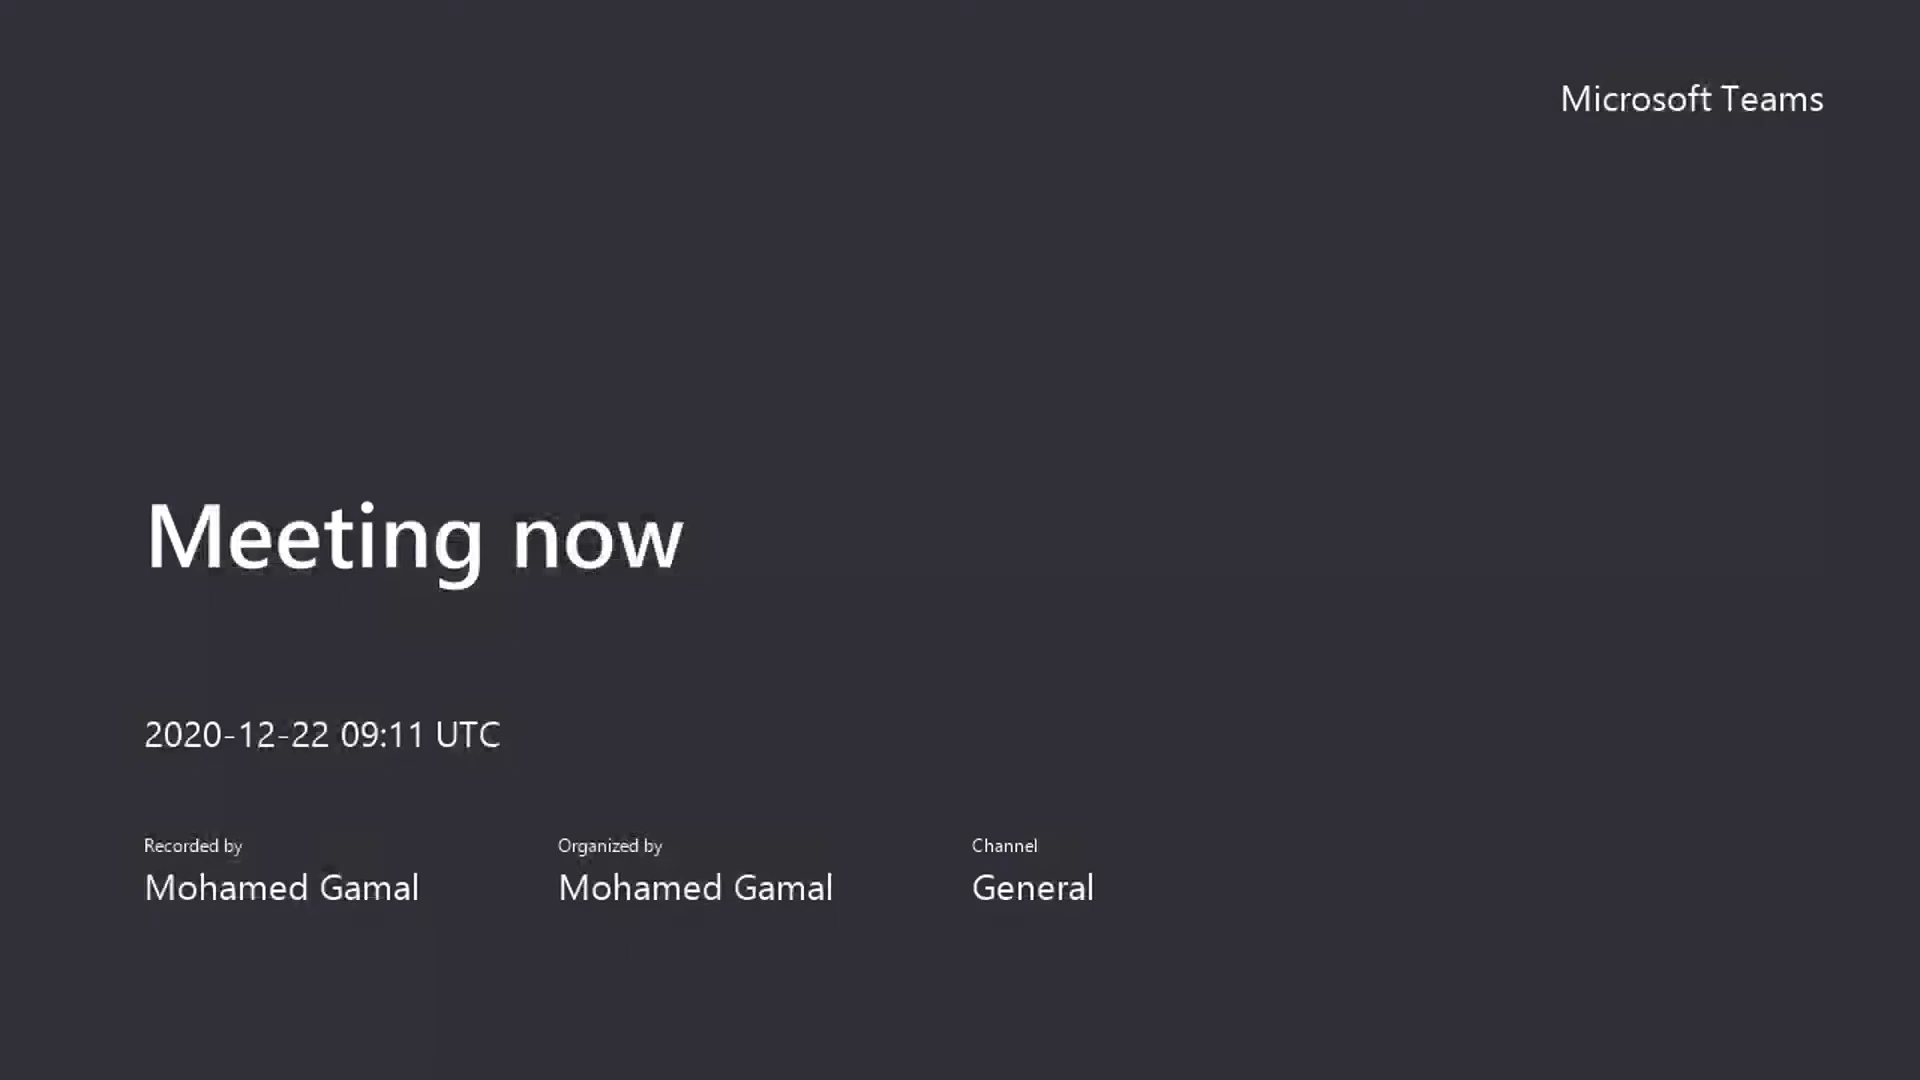 Microsoft Teams
Meeting now
2020-12-22 09:11 UTC
Recorded by
Mohamed Gamal
Organized by
Mohamed Gamal
Channel
General